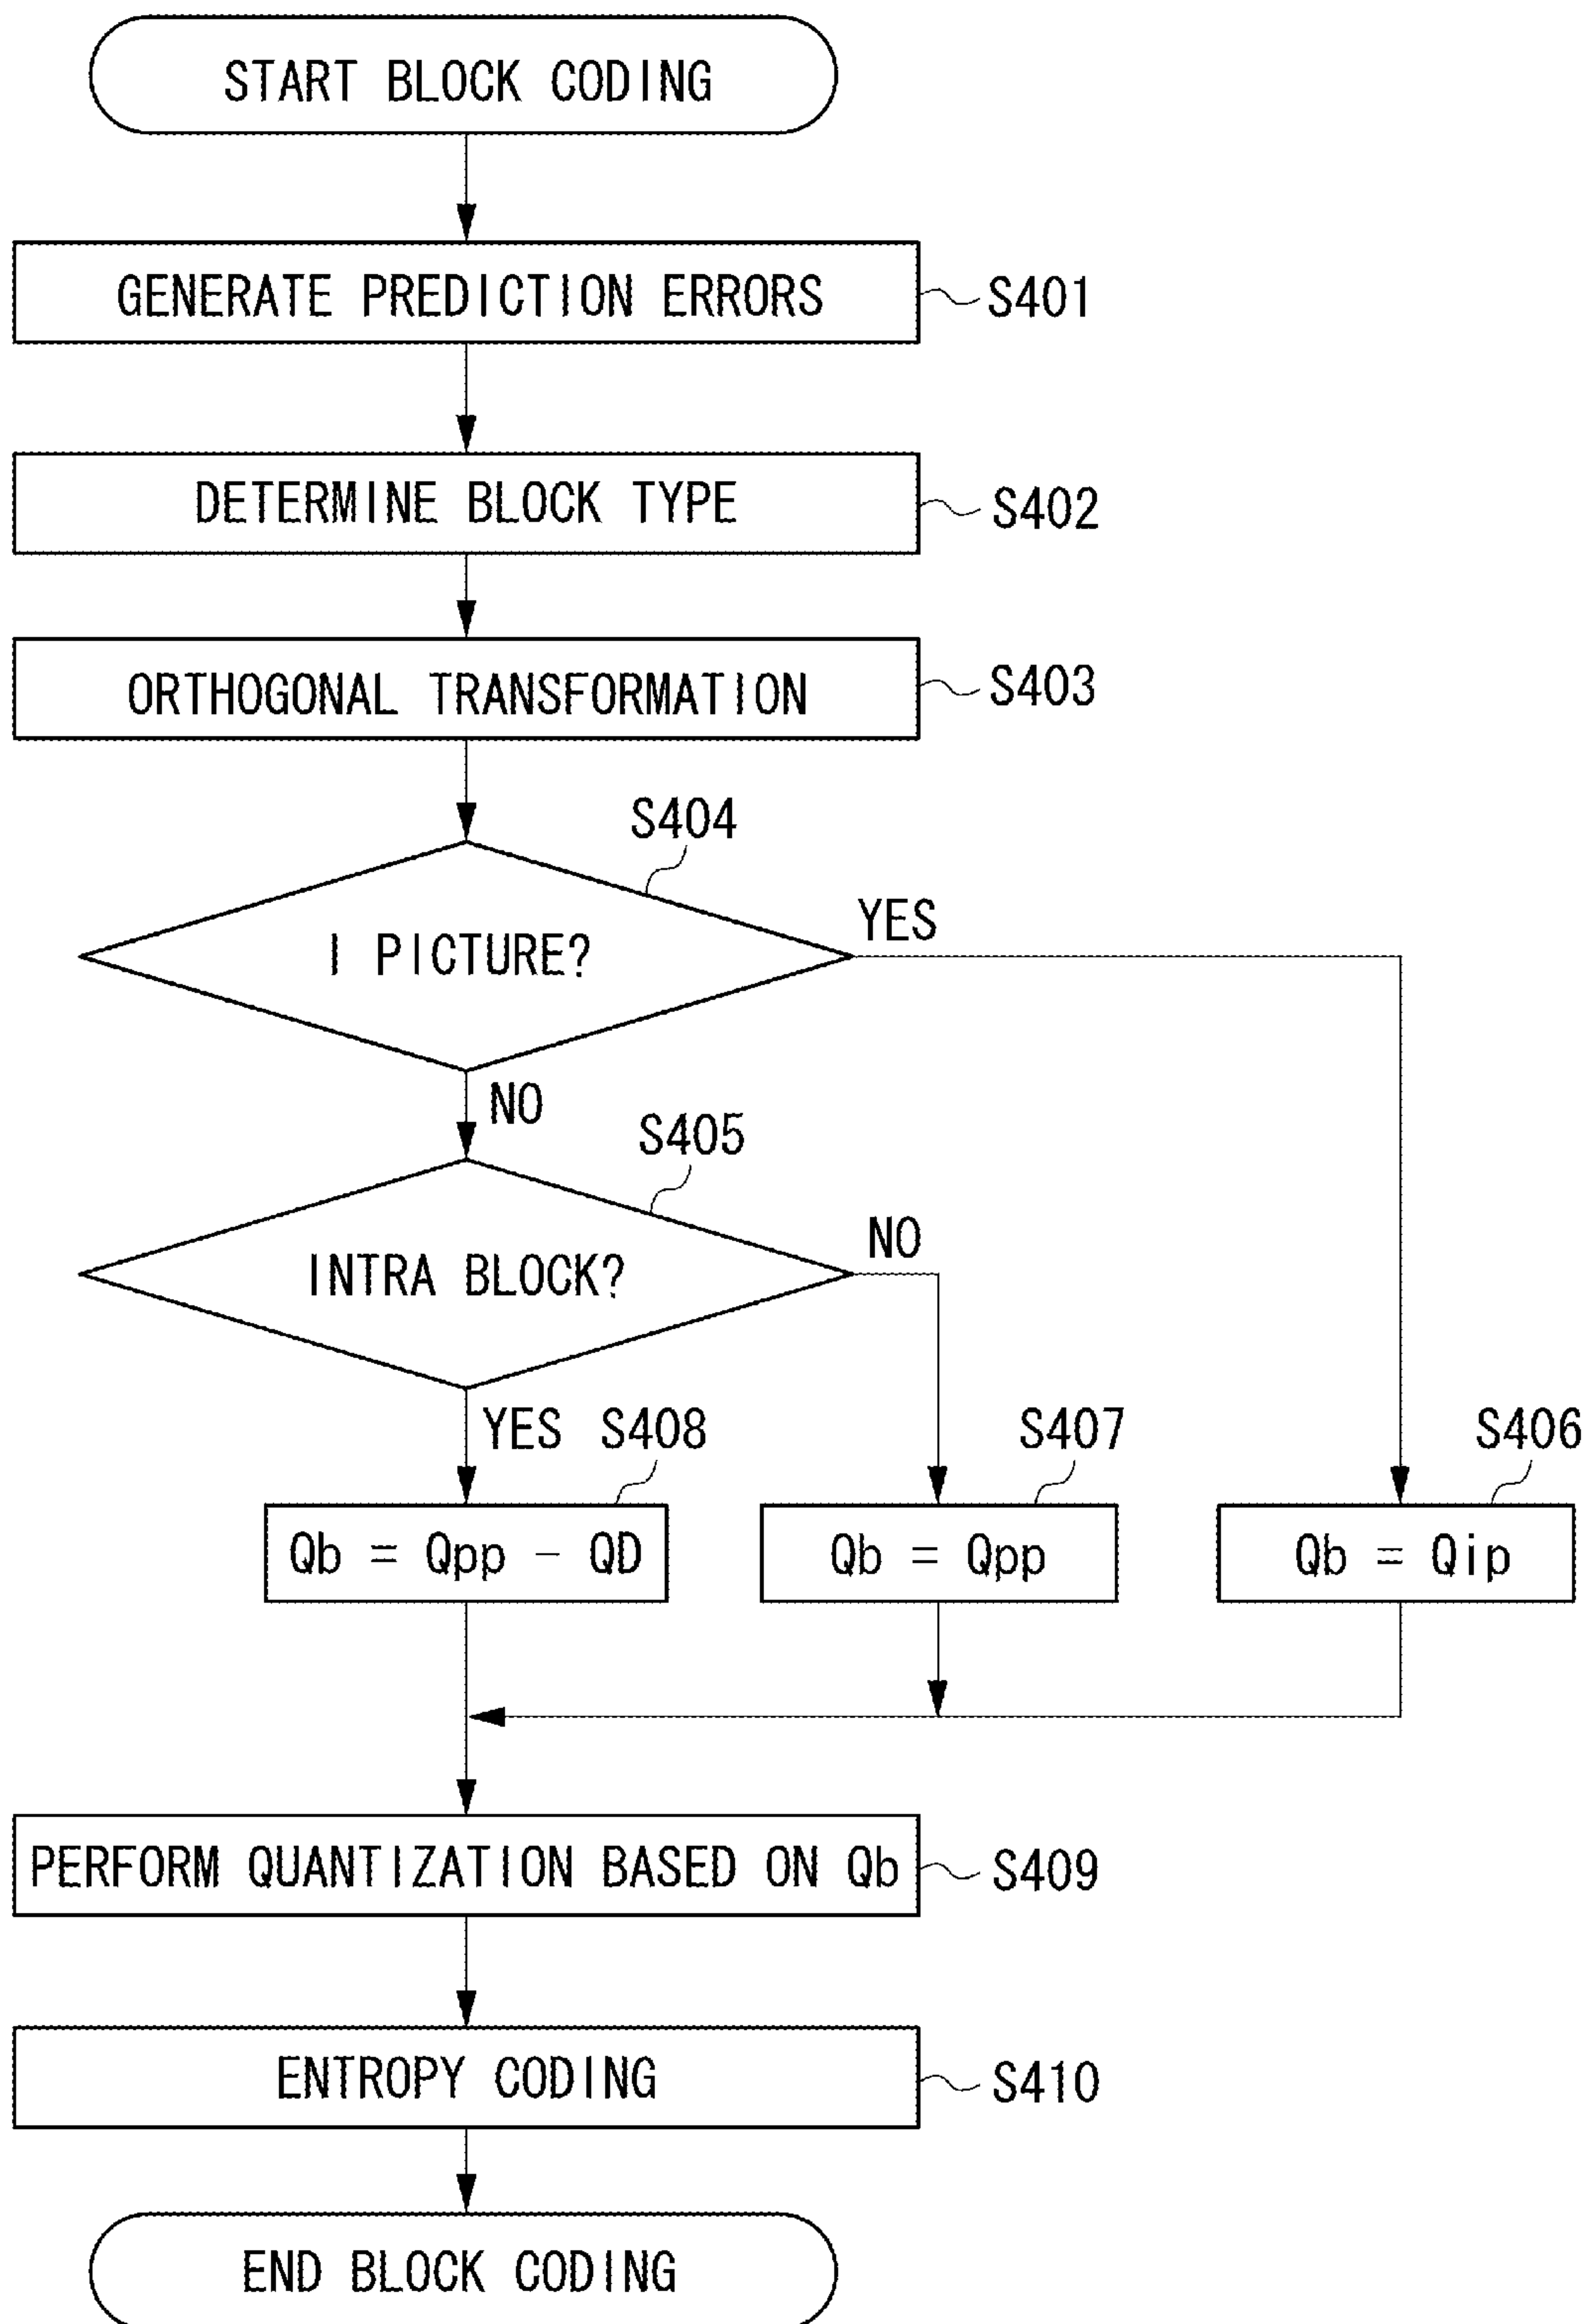 START BLOCK CODING
GENERATE PREDICTION ERRORS
S401
DETERMINE BLOCK TYPE
S402
ORTHOGONAL TRANSFORMATION
S403
S404
I PICTURE?
YES
NO
S405
INTRA BLOCK?
NO
YES
S408
S407
S406
Qb = Qpp - QD
Qb = Qpp
Qb = Qip
PERFORM QUANTIZATION BASED ON Qb
S409
ENTROPY CODING
S410
END BLOCK CODING